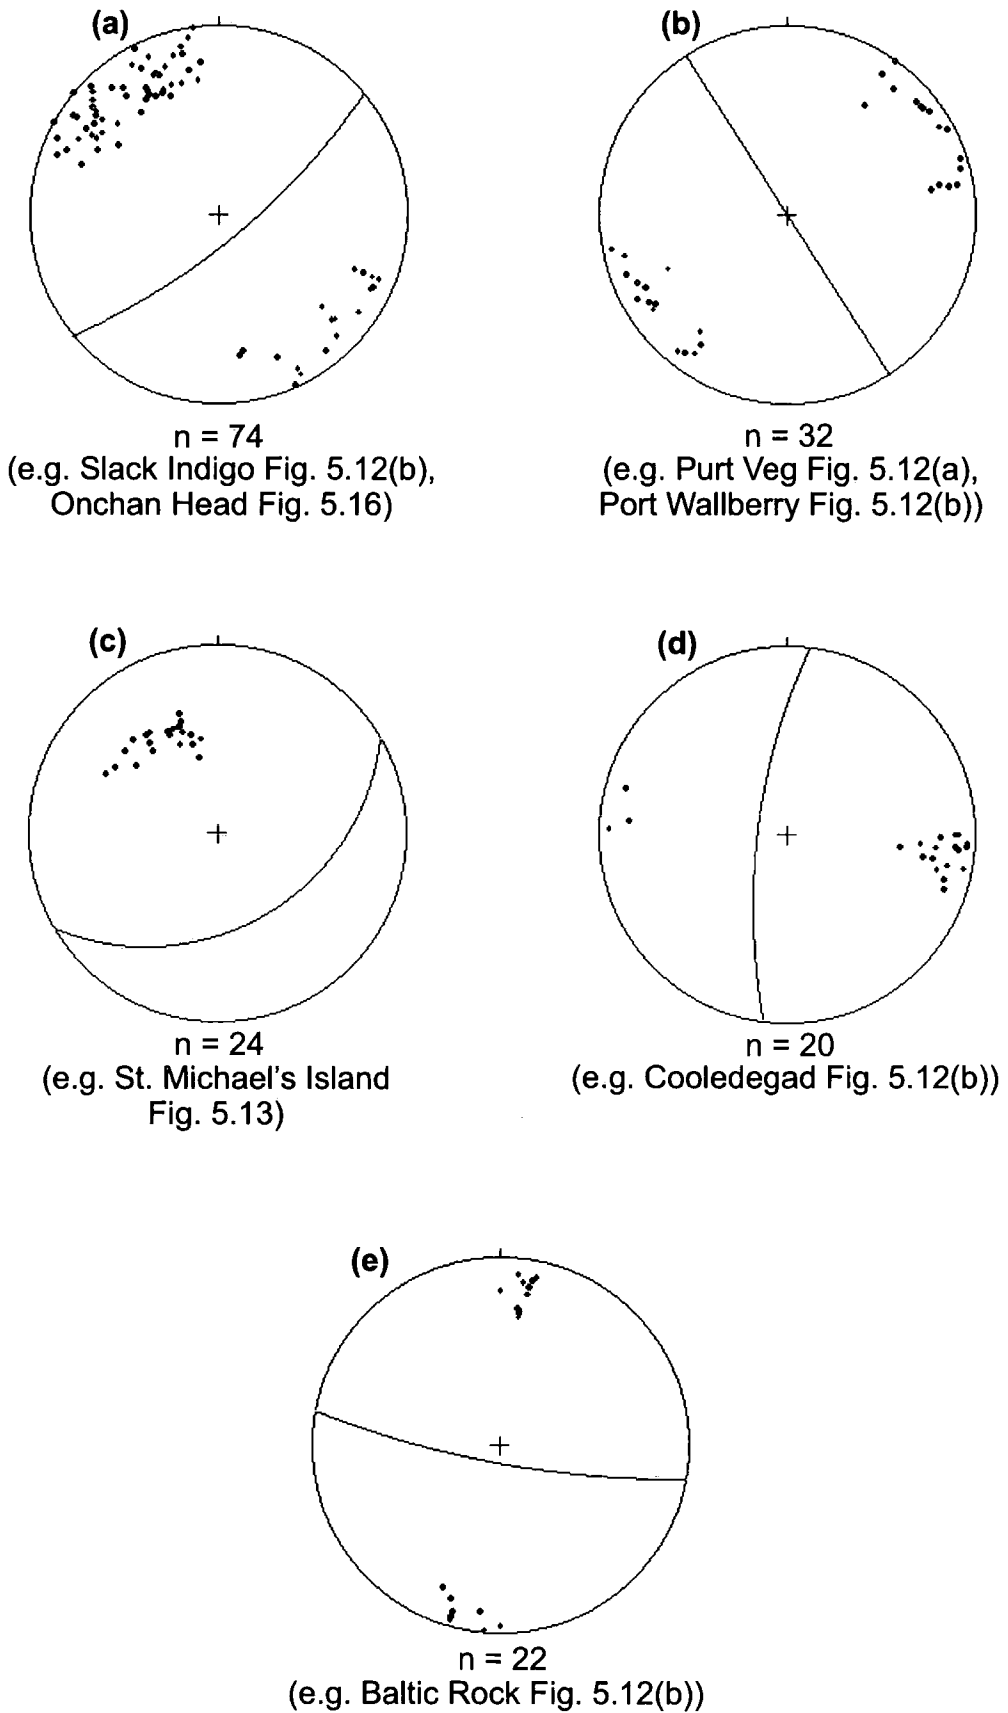 (a)
n = 74
(e.g. Slack Indigo Fig. 5.12(b),
Onchan Head Fig. 5.16)
(b)
n = 32
(e.g. Purt Veg Fig. 5.12(a),
Port Wallberry Fig. 5.12(b))
(c)
n = 24
(e.g. St. Michael's Island
Fig. 5.13)
(d)
n = 20
(e.g. Cooledegad Fig. 5.12(b))
(e)
n = 22
(e.g. Baltic Rock Fig. 5.12(b))